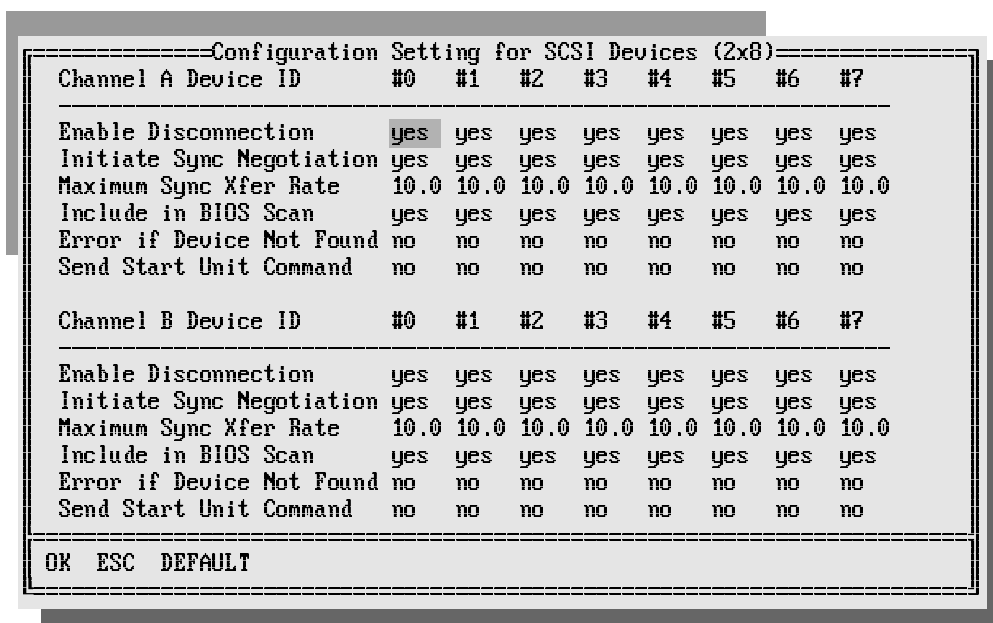 Configuration Setting for SCSI Devices (2x8)
Channel A Device ID #0 #1 #2 #3 #4 #5 #6 #7
Enable Disconnection yes yes yes yes yes yes yes yes
Initiate Sync Negotiation yes yes yes yes yes yes yes yes
Maximum Sync Xfer Rate 10.0 10.0 10.0 10.0 10.0 10.0 10.0 10.0
Include in BIOS Scan yes yes yes yes yes yes yes yes
Error if Device Not Found no no no no no no no no
Send Start Unit Command no no no no no no no no
Channel B Device ID #0 #1 #2 #3 #4 #5 #6 #7
Enable Disconnection yes yes yes yes yes yes yes yes
Initiate Sync Negotiation yes yes yes yes yes yes yes yes
Maximum Sync Xfer Rate 10.0 10.0 10.0 10.0 10.0 10.0 10.0 10.0
Include in BIOS Scan yes yes yes yes yes yes yes yes
Error if Device Not Found no no no no no no no no
Send Start Unit Command no no no no no no no no
OK ESC DEFAULT